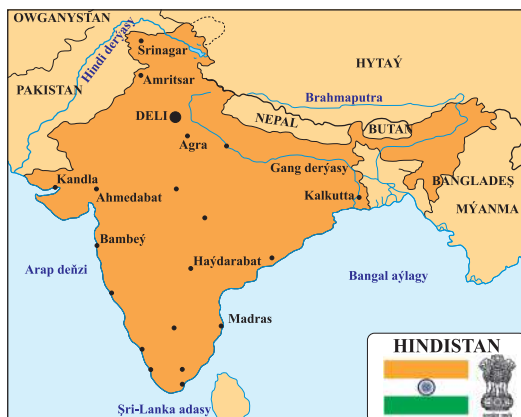 OWGANYSTAN
Hindi derýasy
Srinagar
HYTAÝ
Amritsar
PAKISTAN
Brahmaputra
DELI
NEPAL
BUTAN
Agra
Gang derýasy
Kandla
BANGLADEŞ
Ahmedabat
Kalkutta
MÝANMA
Bambeý
Arap deňzi
Haýdarabat
Bangal aýlagy
Madras
HINDISTAN
Şri-Lanka adasy